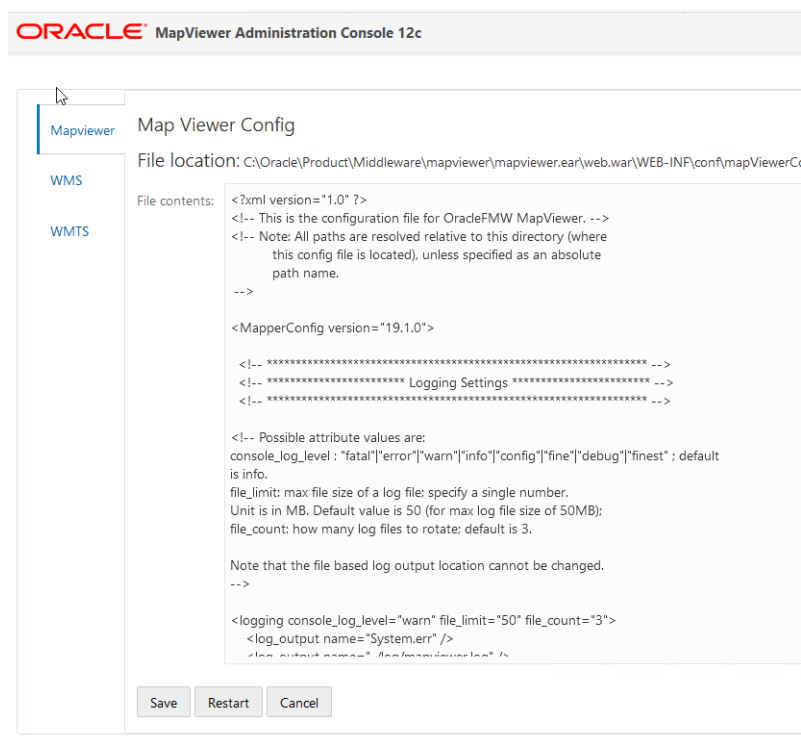 ORACLE® MapViewer Administration Console 12c
Mapviewer
WMS
WMTS
Map Viewer Config
File location: C:\Oracle\Product\Middleware\mapviewer\mapviewer.ear\web.war\WEB-INF\conf\mapViewerCo
File contents:
<?xml version="1.0" ?>
<!-- This is the configuration file for OracleFMW MapViewer. -->
<!-- Note: All paths are resolved relative to this directory (where
this config file is located), unless specified as an absolute
path name.
-->
<MapperConfig version="19.1.0">
<!-- ****************************************************************** -->
<!-- ************************ Logging Settings ************************ -->
<!-- ****************************************************************** -->
<!-- Possible attribute values are:
console_log_level : "fatal"|"error"|"warn"|"info"|"config"|"fine"|"debug"|"finest" ; default
is info.
file_limit: max file size of a log file; specify a single number.
Unit is in MB. Default value is 50 (for max log file size of 50MB);
file_count: how many log files to rotate; default is 3.
Note that the file based log output location cannot be changed.
-->
<logging console_log_level="warn" file_limit="50" file_count="3">
<log_output name="System.err" />
<log_output name="../log/mapviewer.log" />
Save Restart Cancel